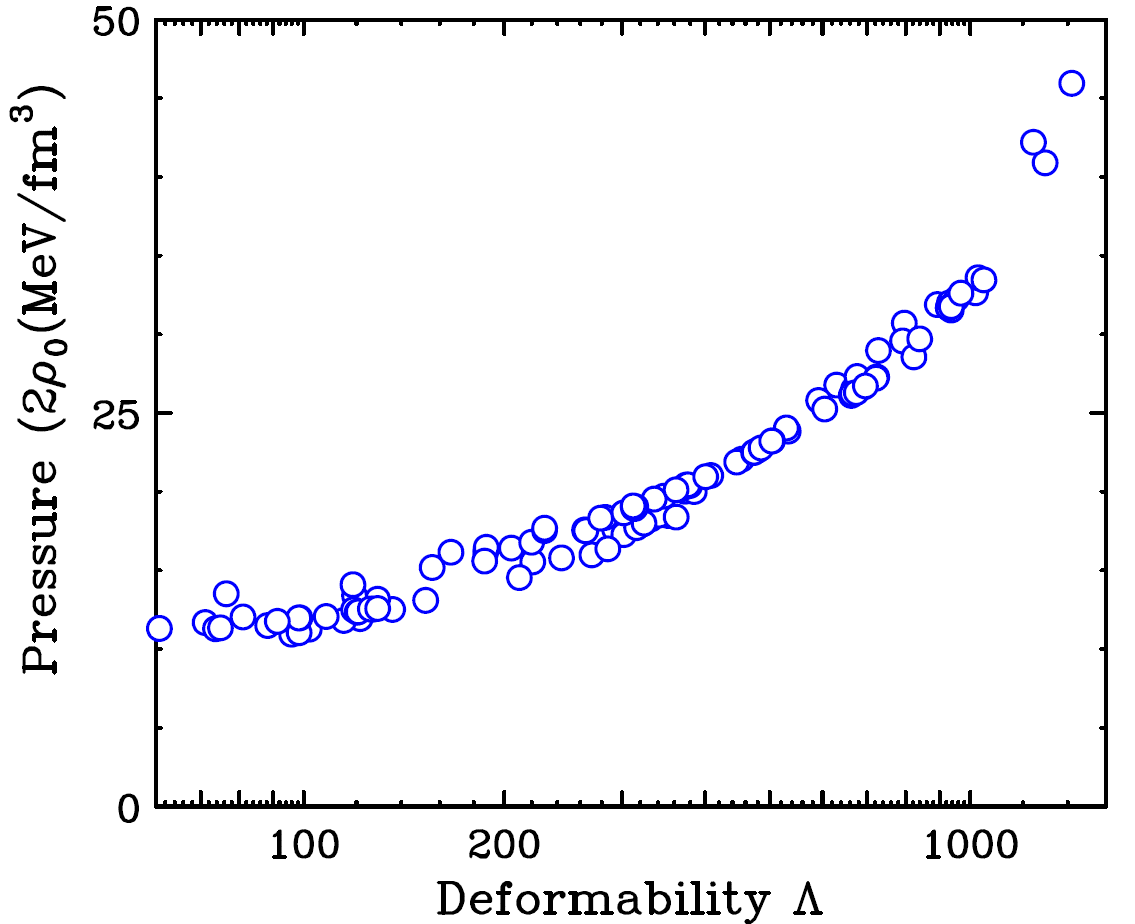 50
25
0
Pressure (2ρ₀(MeV/fm³)
100 200 1000
Deformability Λ